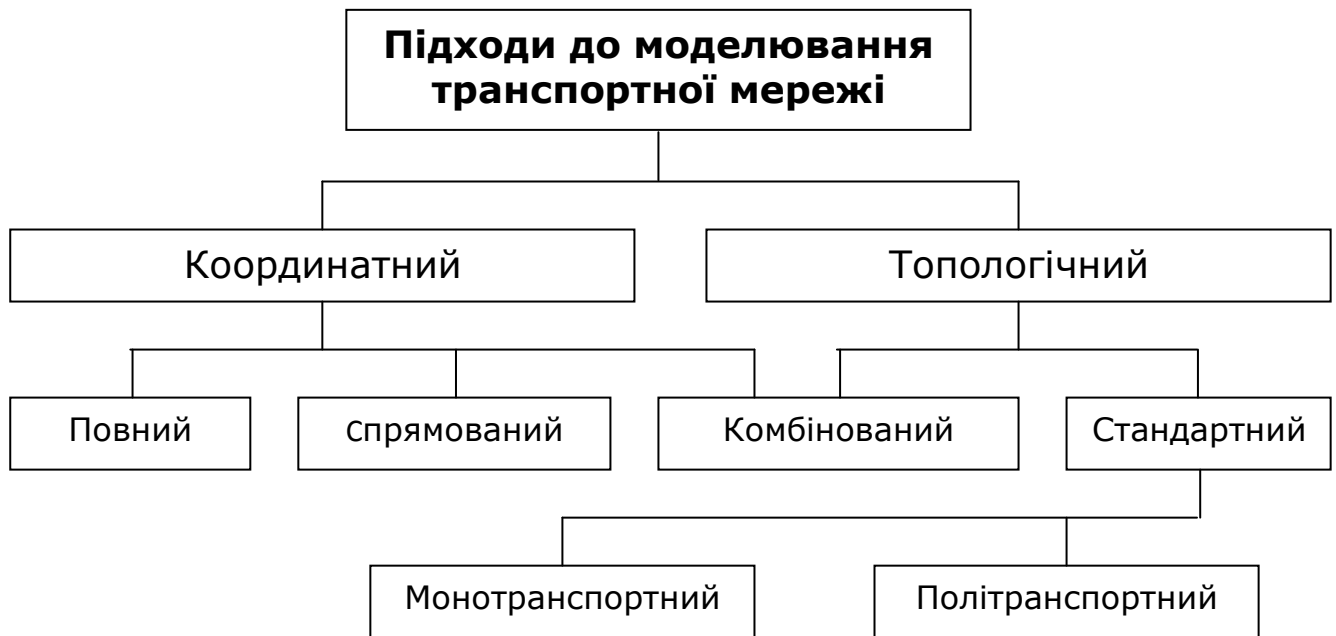 Підходи до моделювання
транспортної мережі
Координатний
Топологічний
Повний
спрямований
Комбінований
Стандартний
Монотранспортний
Політранспортний